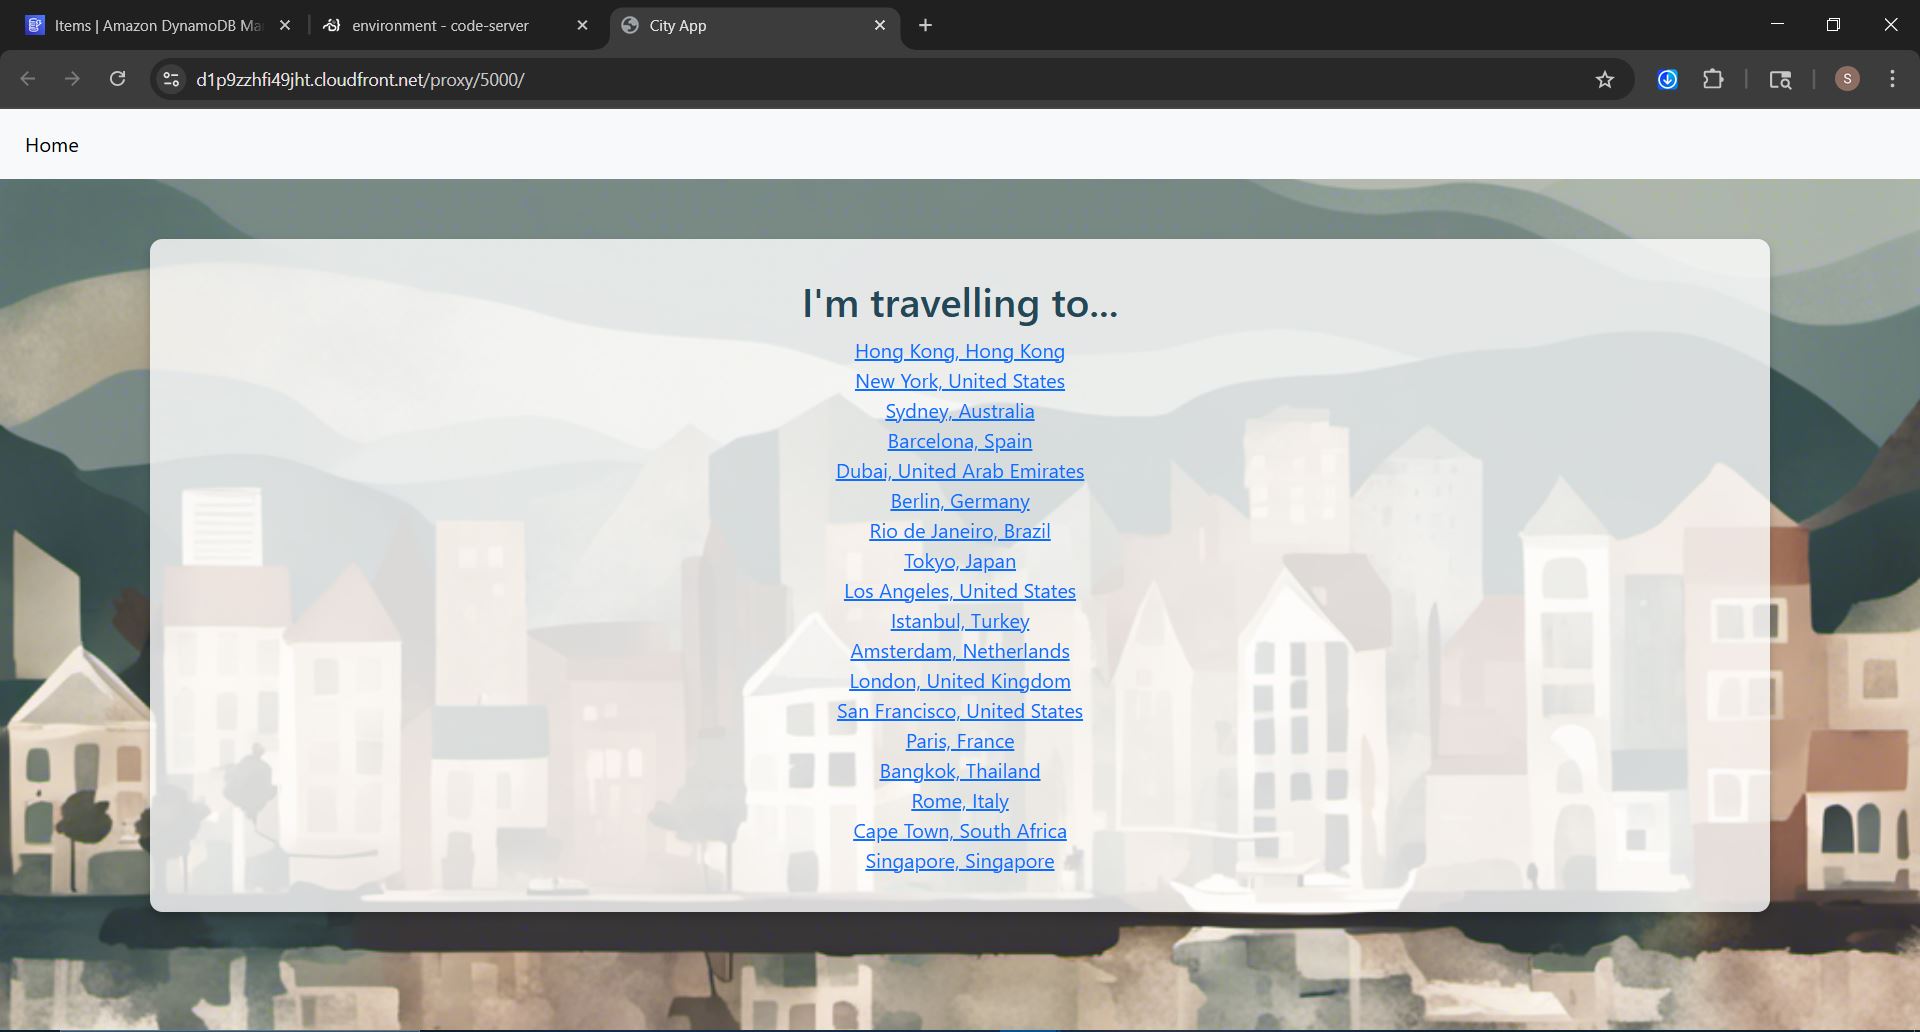 Items | Amazon DynamoDB Ma
environment - code-server
City App
d1p9zzhfi49jht.cloudfront.net/proxy/5000/
S
Home
I'm travelling to...
Hong Kong, Hong Kong
New York, United States
Sydney, Australia
Barcelona, Spain
Dubai, United Arab Emirates
Berlin, Germany
Rio de Janeiro, Brazil
Tokyo, Japan
Los Angeles, United States
Istanbul, Turkey
Amsterdam, Netherlands
London, United Kingdom
San Francisco, United States
Paris, France
Bangkok, Thailand
Rome, Italy
Cape Town, South Africa
Singapore, Singapore